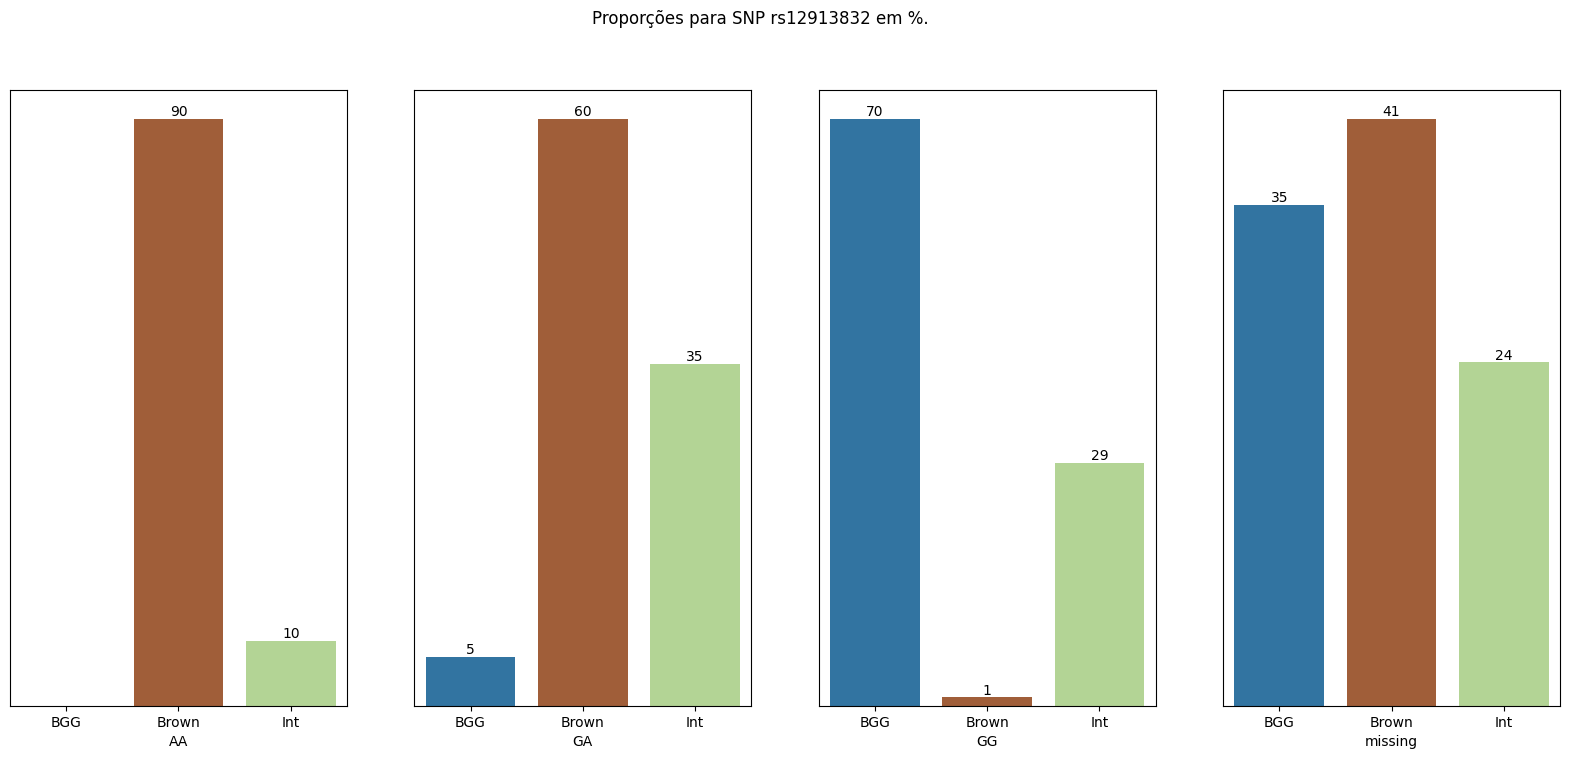 Proporções para SNP rs12913832 em %.
90
10
BGG Brown Int
AA
60
35
5
BGG Brown Int
GA
70
29
1
BGG Brown Int
GG
41
35
24
BGG Brown Int
missing